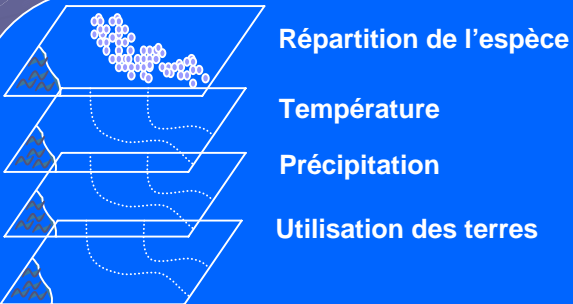 Répartition de l'espèce
Température
Précipitation
Utilisation des terres